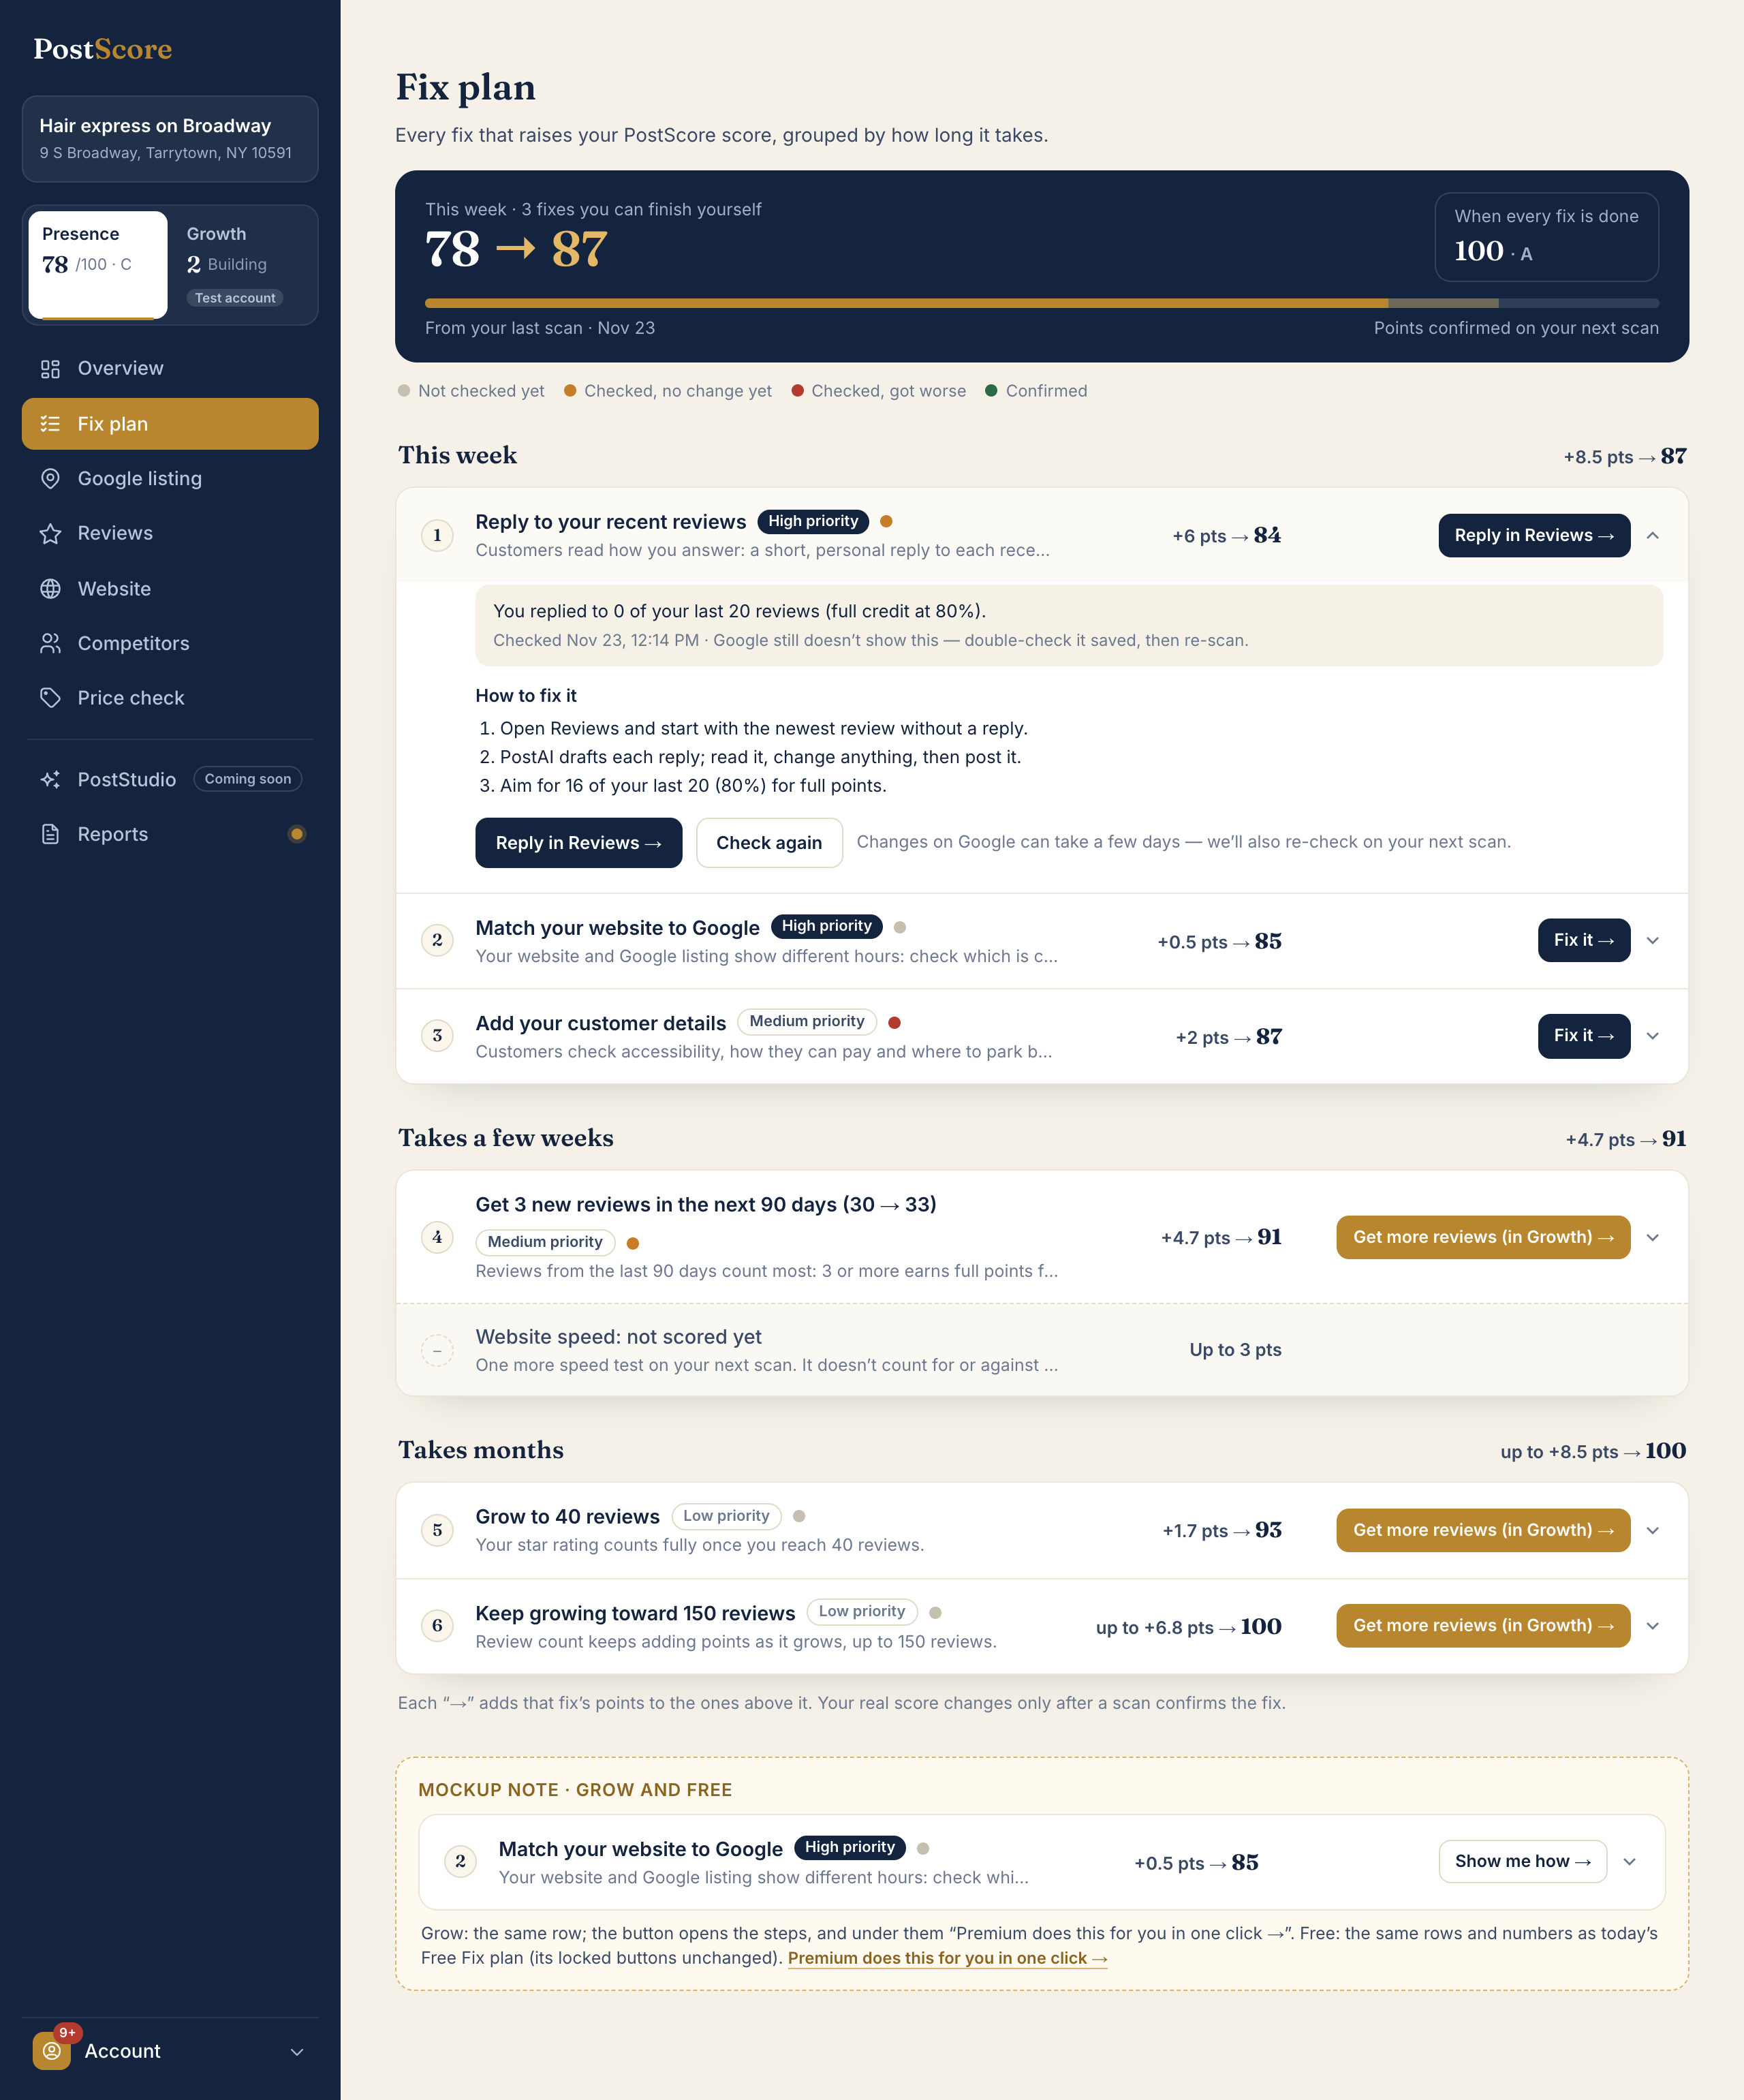 PostScore
Hair express on Broadway
9 S Broadway, Tarrytown, NY 10591
Presence
78 /100 · C
Growth
2 Building
Test account
Overview
Fix plan
Google listing
Reviews
Website
Competitors
Price check
PostStudio Coming soon
Reports
9+
Account
Fix plan
Every fix that raises your PostScore score, grouped by how long it takes.
This week · 3 fixes you can finish yourself
78 → 87
When every fix is done
100 · A
From your last scan · Nov 23
Points confirmed on your next scan
Not checked yet
Checked, no change yet
Checked, got worse
Confirmed
This week
+8.5 pts → 87
1
Reply to your recent reviews High priority
Customers read how you answer: a short, personal reply to each rece...
+6 pts → 84
Reply in Reviews →
You replied to 0 of your last 20 reviews (full credit at 80%).
Checked Nov 23, 12:14 PM · Google still doesn’t show this — double-check it saved, then re-scan.
How to fix it
1. Open Reviews and start with the newest review without a reply.
2. PostAI drafts each reply; read it, change anything, then post it.
3. Aim for 16 of your last 20 (80%) for full points.
Reply in Reviews →
Check again
Changes on Google can take a few days — we’ll also re-check on your next scan.
2
Match your website to Google High priority
Your website and Google listing show different hours: check which is c...
+0.5 pts → 85
Fix it →
3
Add your customer details Medium priority
Customers check accessibility, how they can pay and where to park b...
+2 pts → 87
Fix it →
Takes a few weeks
+4.7 pts → 91
4
Get 3 new reviews in the next 90 days (30 → 33)
Medium priority
Reviews from the last 90 days count most: 3 or more earns full points f...
+4.7 pts → 91
Get more reviews (in Growth) →
–
Website speed: not scored yet
One more speed test on your next scan. It doesn’t count for or against ...
Up to 3 pts
Takes months
up to +8.5 pts → 100
5
Grow to 40 reviews Low priority
Your star rating counts fully once you reach 40 reviews.
+1.7 pts → 93
Get more reviews (in Growth) →
6
Keep growing toward 150 reviews Low priority
Review count keeps adding points as it grows, up to 150 reviews.
up to +6.8 pts → 100
Get more reviews (in Growth) →
Each “→” adds that fix’s points to the ones above it. Your real score changes only after a scan confirms the fix.
MOCKUP NOTE · GROW AND FREE
2
Match your website to Google High priority
Your website and Google listing show different hours: check whi...
+0.5 pts → 85
Show me how →
Grow: the same row; the button opens the steps, and under them “Premium does this for you in one click →”. Free: the same rows and numbers as today’s
Free Fix plan (its locked buttons unchanged). Premium does this for you in one click →